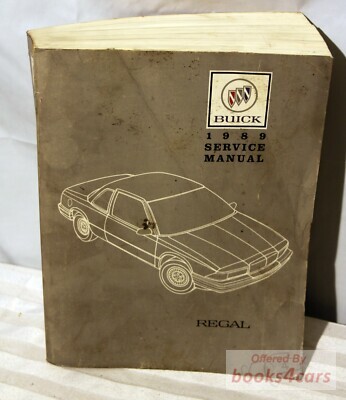 BUICK
1989
SERVICE
MANUAL
REGAL
Offered By
books4cars